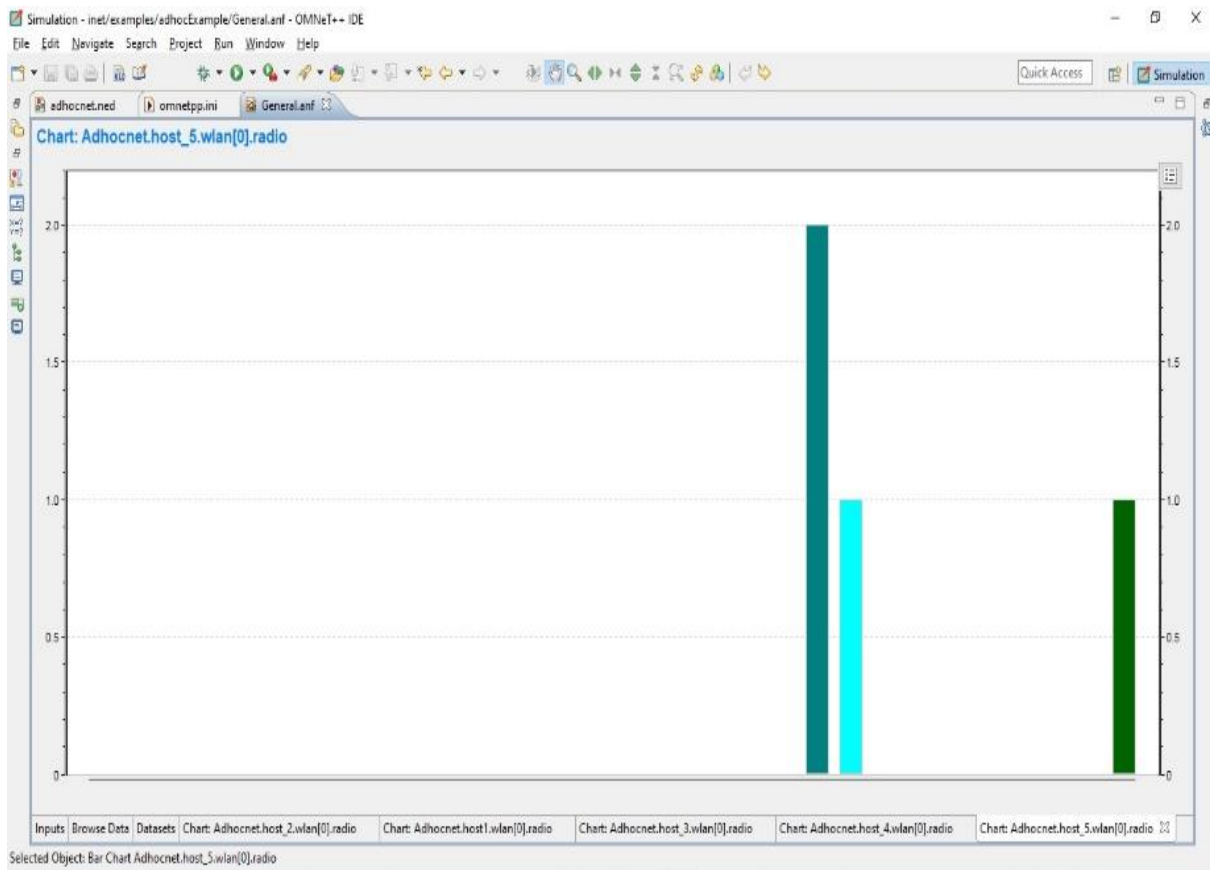 Simulation - inet/examples/adhocExample/General.anf - OMNeT++ IDE
File Edit Navigate Search Project Run Window Help
Quick Access
Simulation
adhocnet.ned
omnetpp.ini
General.anf
Chart: Adhocnet.host_5.wlan[0].radio
2.0
2.0
1.5
1.5
1.0
1.0
0.5
0.5
0
0
Inputs Browse Data Datasets Chart: Adhocnet.host_2.wlan[0].radio Chart: Adhocnet.host1.wlan[0].radio Chart: Adhocnet.host_3.wlan[0].radio Chart: Adhocnet.host_4.wlan[0].radio Chart: Adhocnet.host_5.wlan[0].radio
Selected Object: Bar Chart Adhocnet.host_5.wlan[0].radio